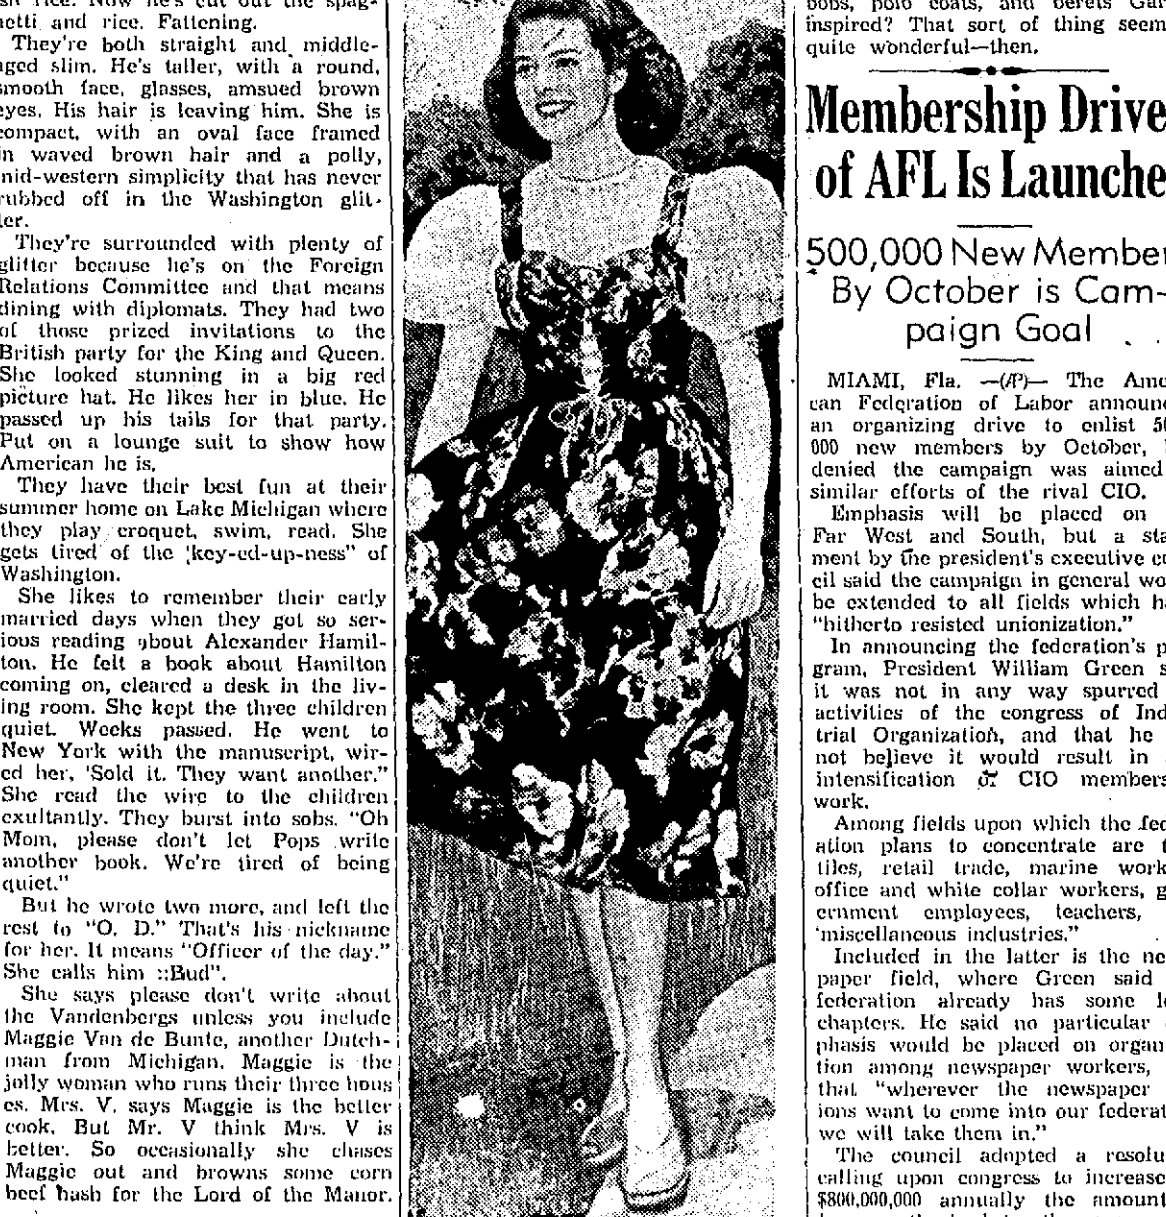 netti and rice. Fattening.
They're both straight and middle-
aged slim. He's taller, with a round,
smooth face, glasses, amsued brown
eyes. His hair is leaving him. She is
compact, with an oval face framed
in waved brown hair and a polly,
mid-western simplicity that has never
rubbed off in the Washington glit-
ter.
They're surrounded with plenty of
glitter because he's on the Foreign
Relations Committee and that means
dining with diplomats. They had two
of those prized invitations to the
British party for the King and Queen.
She looked stunning in a big red
picture hat. He likes her in blue. He
passed up his tails for that party.
Put on a lounge suit to show how
American he is.
They have their best fun at their
summer home on Lake Michigan where
they play croquet, swim, read. She
gets tired of the 'key-ed-up-ness" of
Washington.
She likes to remember their early
married days when they got so ser-
ious reading about Alexander Hamil-
ton. He felt a book about Hamilton
coming on, cleared a desk in the liv-
ing room. She kept the three children
quiet. Weeks passed. He went to
New York with the manuscript, wir-
ed her, 'Sold it. They want another."
She read the wire to the children
exultantly. They burst into sobs. "Oh
Mom, please don't let Pops write
another book. We're tired of being
quiet."
But he wrote two more, and left the
rest to "O. D." That's his nickname
for her. It means "Officer of the day."
She calls him ::Bud".
She says please don't write about
the Vandenbergs unless you include
Maggie Van de Bunte, another Dutch-
man from Michigan. Maggie is the
jolly woman who runs their three hous
es. Mrs. V. says Maggie is the better
cook. But Mr. V think Mrs. V is
better. So occasionally she chases
Maggie out and browns some corn
beef hash for the Lord of the Manor.
bobs, polo coats, and berets
inspired? That sort of thing seem
quite wonderful—then.
Membership Drive
of AFL Is Launche
500,000 New Member
By October is Cam-
paign Goal
MIAMI, Fla. —(AP)— The Ame
can Federation of Labor announ
an organizing drive to enlist
000 new members by October,
denied the campaign was aimed
similar efforts of the rival CIO.
Emphasis will be placed on
Far West and South, but a sta
ment by the president's executive
cil said the campaign in general wo
be extended to all fields which h
"hitherto resisted unionization."
In announcing the federation's p
gram, President William Green s
it was not in any way spurred
activities of the congress of Ind
trial Organization, and that he
not believe it would result in
intensification of CIO members
work.
Among fields upon which the fed
ation plans to concentrate are t
tiles, retail trade, marine work
office and white collar workers, g
ernment employees, teachers,
'miscellaneous industries."
Included in the latter is the ne
paper field, where Green said
federation already has some lo
chapters. He said no particular
phasis would be placed on organ
tion among newspaper workers,
that "wherever the newspaper
ions want to come into our federat
we will take them in."
The council adopted a resolu
calling upon congress to increase
$800,000,000 annually the amount